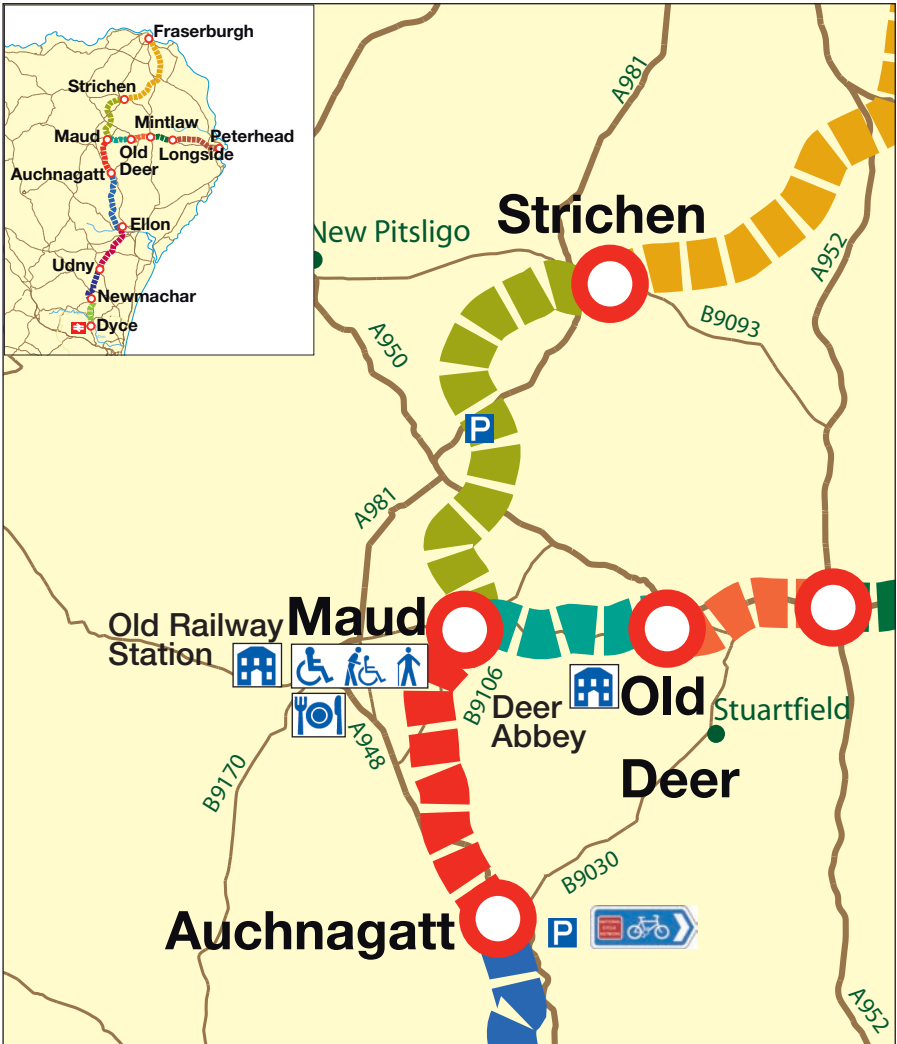 Fraserburgh
Strichen
Mintlaw
Maud
Peterhead
Old
Deer
Longside
Auchnagatt
Ellon
Udny
Newmachar
Dyce
A981
Strichen
New Pitsligo
A952
B9093
A950
P
A981
Old Railway
Station
Maud
B9106
Deer
Abbey
Old
Deer
Stuartfield
A948
B9170
B9030
Auchnagatt
P
A952